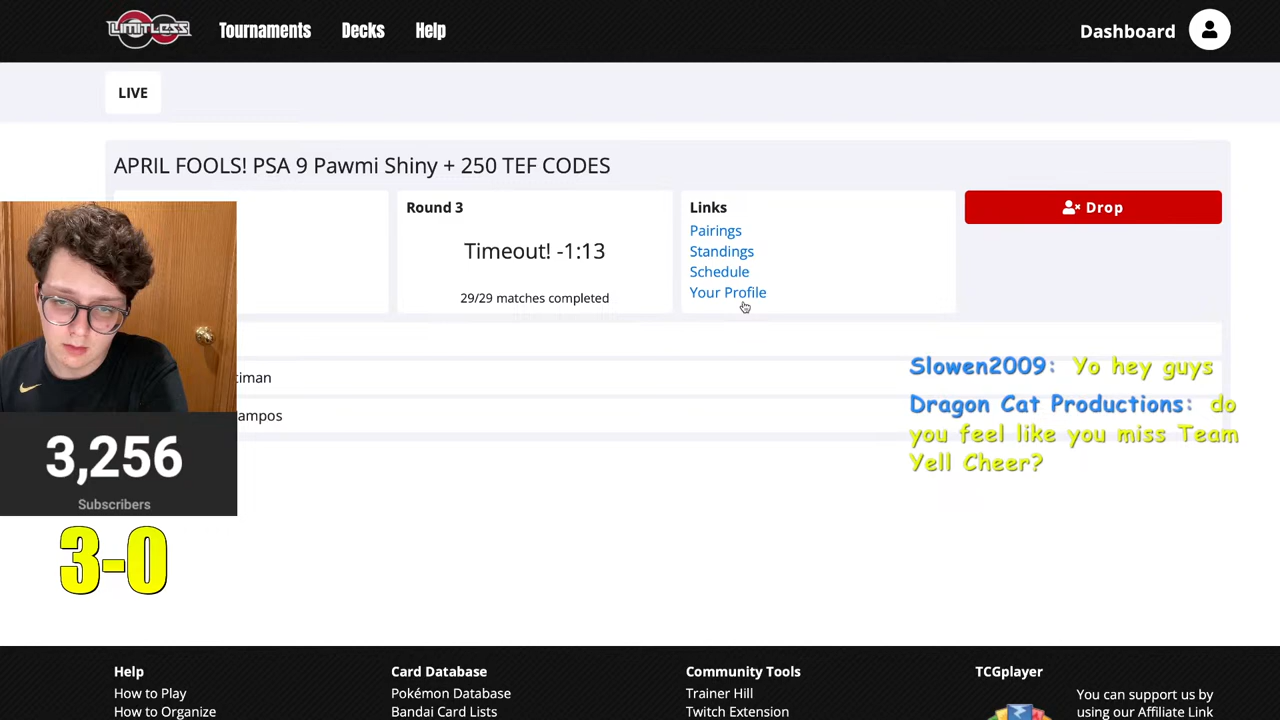 LIMITLESS Tournaments Decks Help Dashboard
LIVE
APRIL FOOLS! PSA 9 Pawmi Shiny + 250 TEF CODES
Round 3
Timeout! -1:13
29/29 matches completed
Links
Pairings
Standings
Schedule
Your Profile
Drop
Slowen2009: Yo hey guys
Dragon Cat Productions: do
you feel like you miss Team
Yell Cheer?
3,256
Subscribers
3-0
Help
How to Play
How to Organize
Card Database
Pokémon Database
Bandai Card Lists
Community Tools
Trainer Hill
Twitch Extension
TCGplayer
You can support us by
using our Affiliate Link